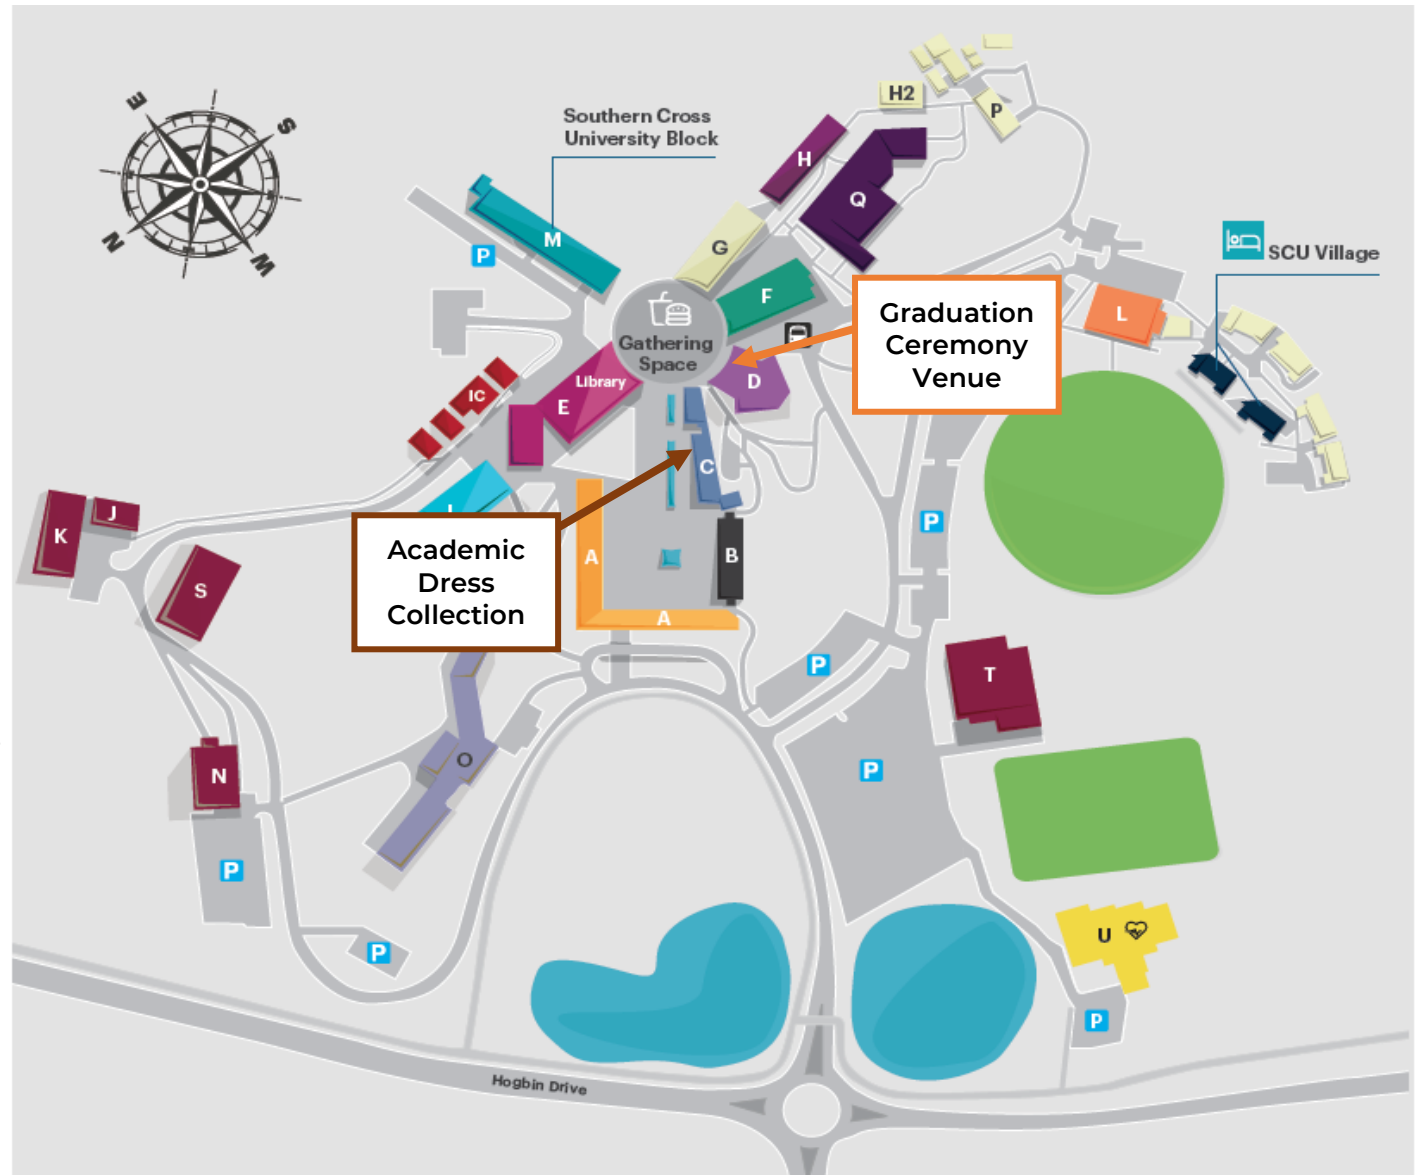 E
S
N
W
Southern Cross
University Block
M
P
H2
P
H
Q
G
F
SCU Village
L
Gathering
Space
Graduation
Ceremony
Venue
D
Library
E
IC
C
K
J
S
Academic
Dress
Collection
A
B
P
A
P
T
O
N
P
P
P
U
P
Hogbin Drive